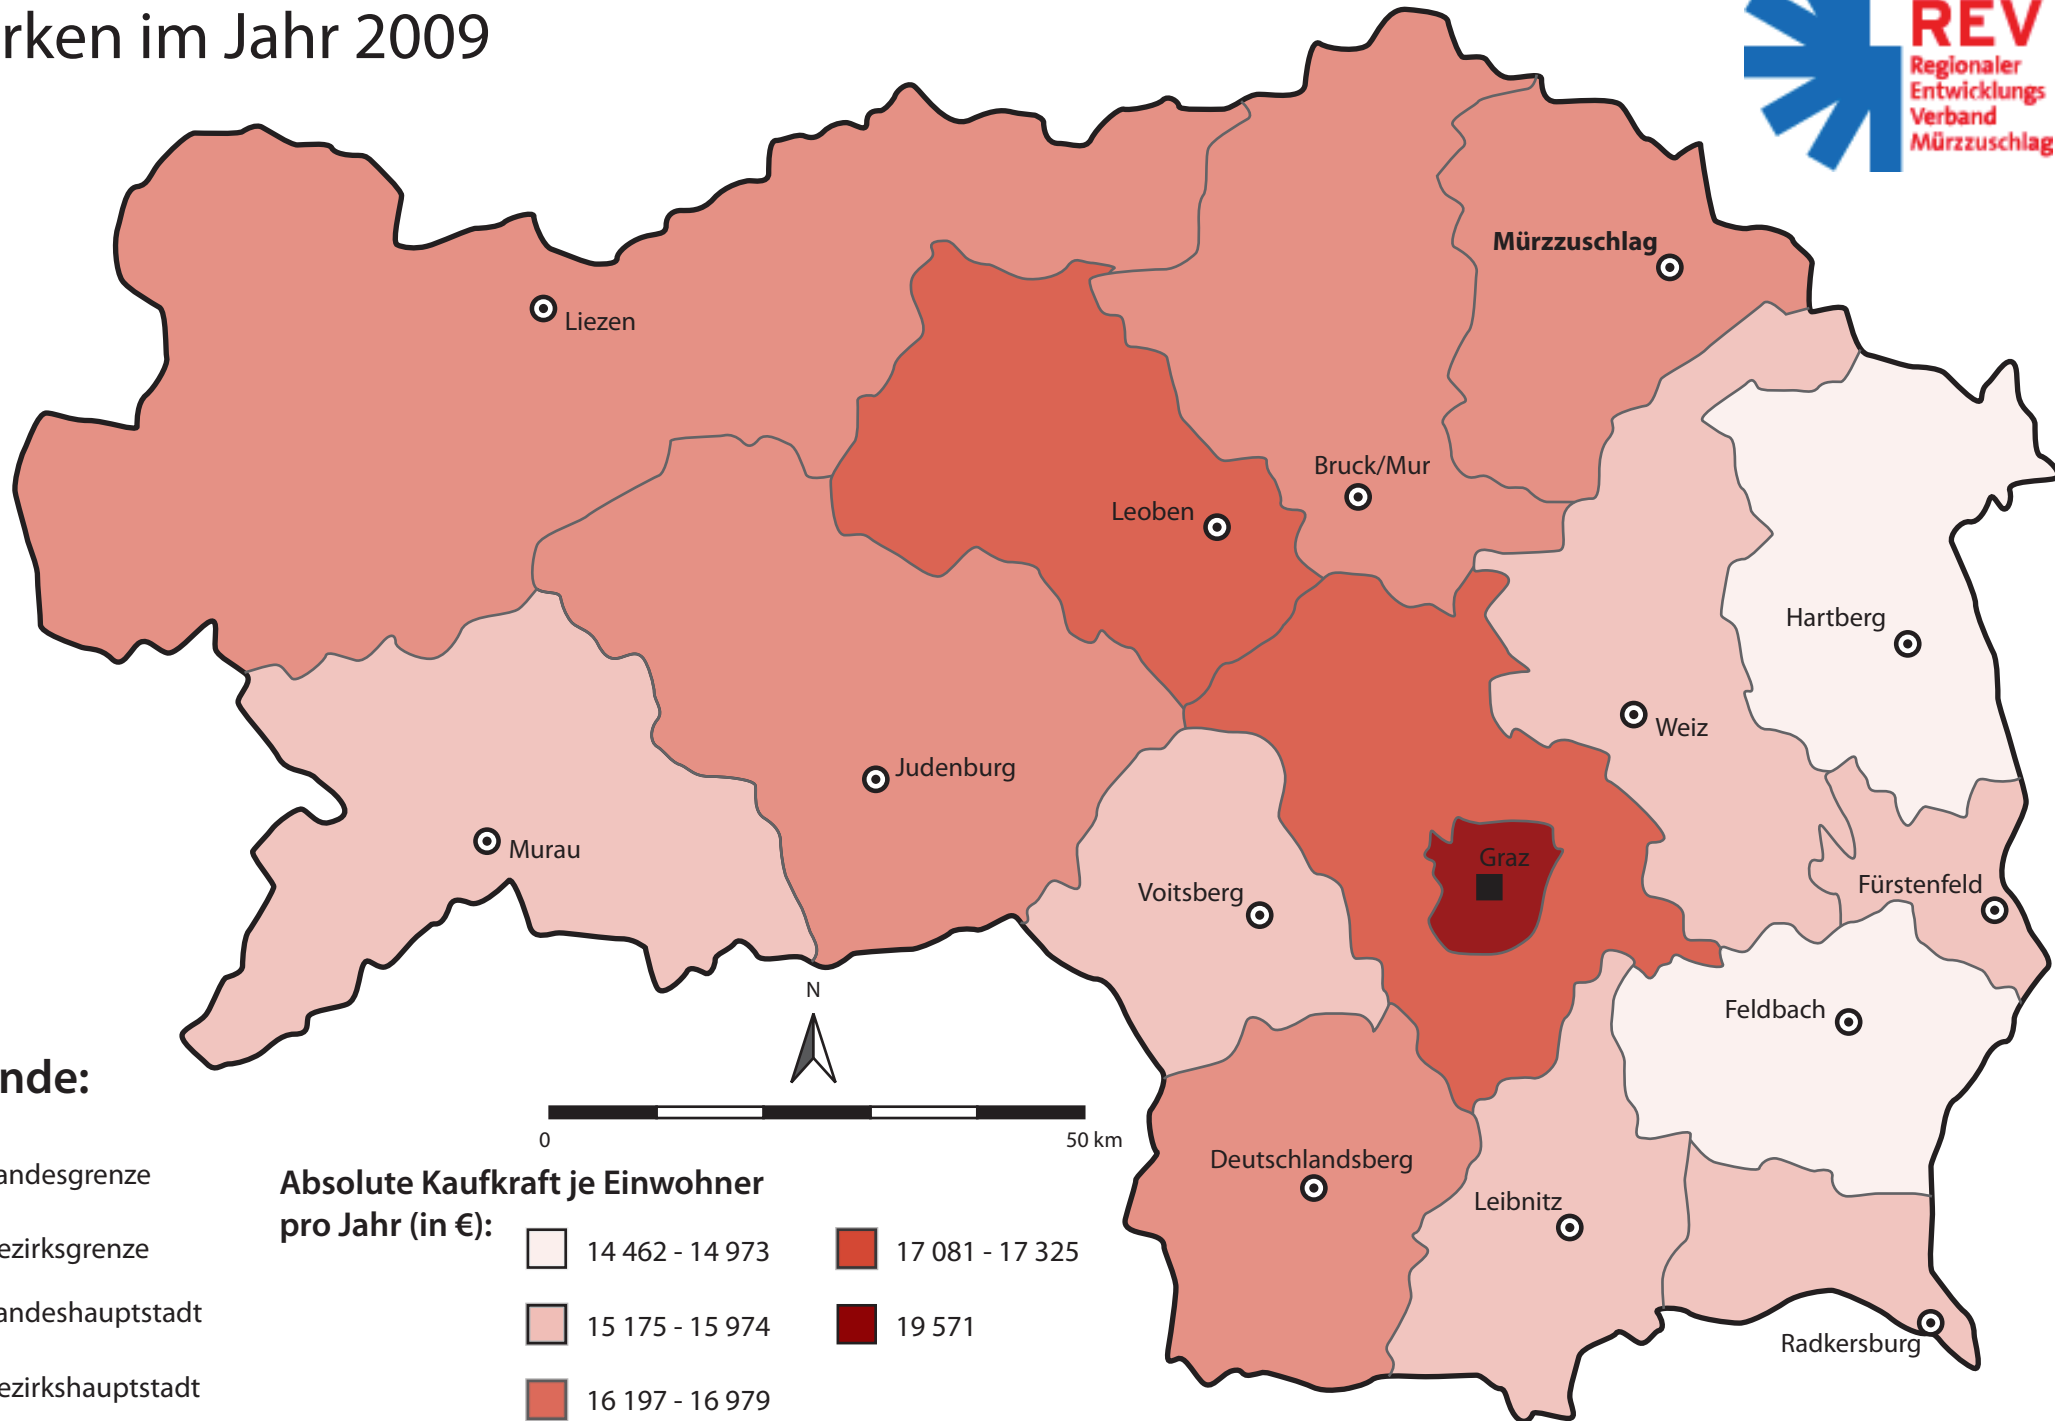 rken im Jahr 2009
REV
Regionaler
Entwicklungs
Verband
Mürzzuschlag
Mürzzuschlag
Liezen
Bruck/Mur
Leoben
Hartberg
Weiz
Judenburg
Murau
Graz
Voitsberg
Fürstenfeld
Feldbach
N
0 50 km
Deutschlandsberg
Leibnitz
Radkersburg
nde:
andesgrenze
ezirksgrenze
andeshauptstadt
ezirkshauptstadt
Absolute Kaufkraft je Einwohner
pro Jahr (in €):
14 462 - 14 973
15 175 - 15 974
16 197 - 16 979
17 081 - 17 325
19 571